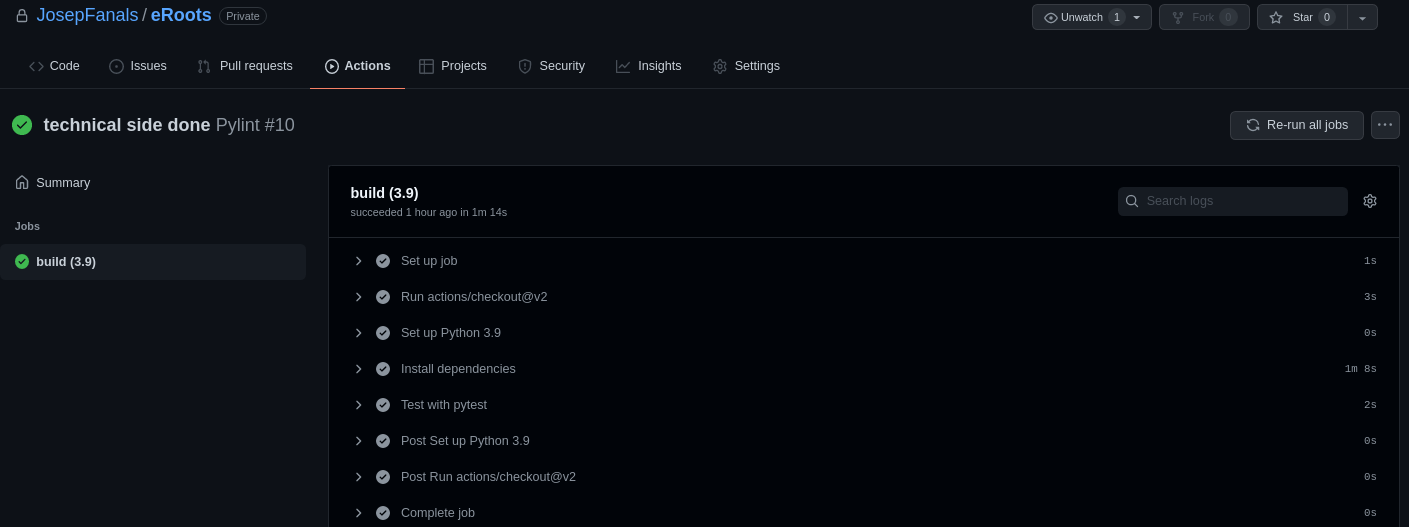 JosepFanals / eRoots Private
Unwatch 1 Fork 0 Star 0
Code Issues Pull requests Actions Projects Security Insights Settings
technical side done Pylint #10
Re-run all jobs
Summary
Jobs
build (3.9)
build (3.9)
succeeded 1 hour ago in 1m 14s
Search logs
Set up job 1s
Run actions/checkout@v2 3s
Set up Python 3.9 0s
Install dependencies 1m 8s
Test with pytest 2s
Post Set up Python 3.9 0s
Post Run actions/checkout@v2 0s
Complete job 0s